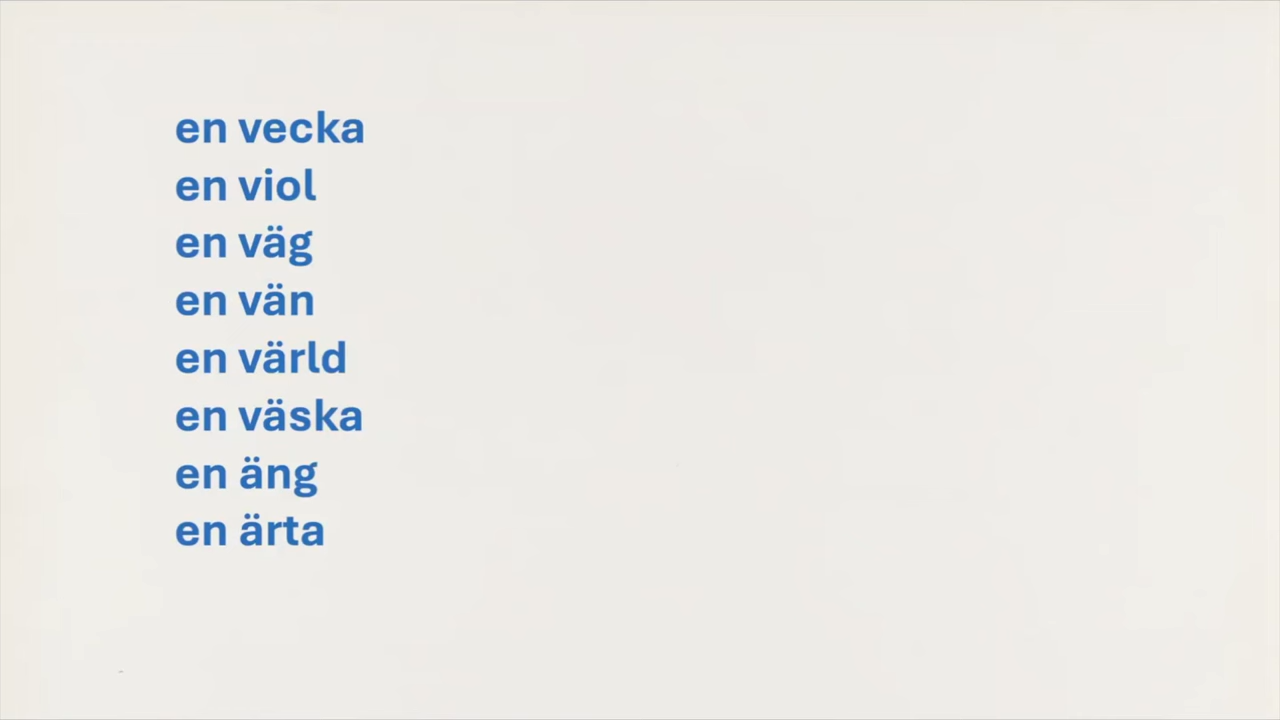 en vecka
en viol
en väg
en vän
en värld
en väska
en äng
en ärta